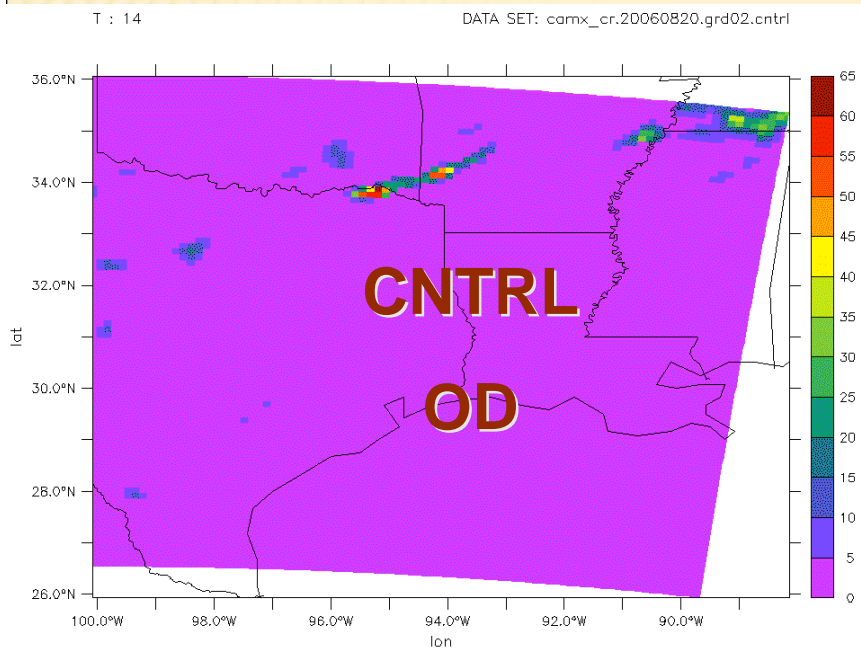 T : 14
DATA SET: camx_cr.20060820.grd02.cntrl
36.0°N
34.0°N
32.0°N
30.0°N
28.0°N
26.0°N
lat
100.0°W
98.0°W
96.0°W
94.0°W
92.0°W
90.0°W
lon
CNTRL
OD
65
60
55
50
45
40
35
30
25
20
15
10
5
0